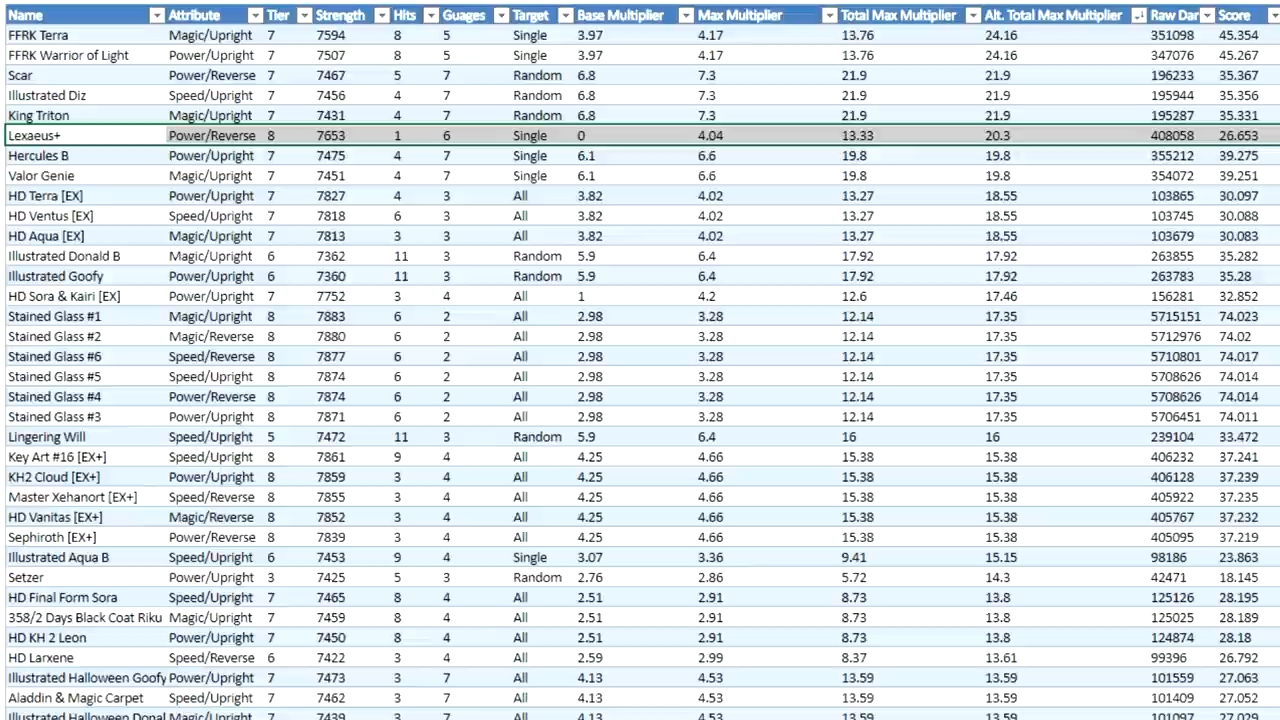 Name Attribute Tier Strength Hits Guages Target Base Multiplier Max Multiplier Total Max Multiplier Alt. Total Max Multiplier Raw Dar Score
FFRK Terra Magic/Upright 7 7594 8 5 Single 3.97 4.17 13.76 24.16 351098 45.354
FFRK Warrior of Light Power/Upright 7 7507 8 5 Single 3.97 4.17 13.76 24.16 347076 45.267
Scar Power/Reverse 7 7467 5 7 Random 6.8 7.3 21.9 21.9 196233 35.367
Illustrated Diz Speed/Upright 7 7456 4 7 Random 6.8 7.3 21.9 21.9 195944 35.356
King Triton Magic/Upright 7 7431 4 7 Random 6.8 7.3 21.9 21.9 195287 35.331
Lexaeus+ Power/Reverse 8 7653 1 6 Single 0 4.04 13.33 20.3 408058 26.653
Hercules B Power/Upright 7 7475 4 7 Single 6.1 6.6 19.8 19.8 355212 39.275
Valor Genie Magic/Upright 7 7451 4 7 Single 6.1 6.6 19.8 19.8 354072 39.251
HD Terra [EX] Power/Upright 7 7827 4 3 All 3.82 4.02 13.27 18.55 103865 30.097
HD Ventus [EX] Speed/Upright 7 7818 6 3 All 3.82 4.02 13.27 18.55 103745 30.088
HD Aqua [EX] Magic/Upright 7 7813 3 3 All 3.82 4.02 13.27 18.55 103679 30.083
Illustrated Donald B Magic/Upright 6 7362 11 3 Random 5.9 6.4 17.92 17.92 263855 35.282
Illustrated Goofy Power/Upright 6 7360 11 3 Random 5.9 6.4 17.92 17.92 263783 35.28
HD Sora & Kairi [EX] Power/Upright 7 7752 3 4 All 1 4.2 12.6 17.46 156281 32.852
Stained Glass #1 Magic/Upright 8 7883 6 2 All 2.98 3.28 12.14 17.35 5715151 74.023
Stained Glass #2 Magic/Reverse 8 7880 6 2 All 2.98 3.28 12.14 17.35 5712976 74.02
Stained Glass #6 Speed/Reverse 8 7877 6 2 All 2.98 3.28 12.14 17.35 5710801 74.017
Stained Glass #5 Speed/Upright 8 7874 6 2 All 2.98 3.28 12.14 17.35 5708626 74.014
Stained Glass #4 Power/Reverse 8 7874 6 2 All 2.98 3.28 12.14 17.35 5708626 74.014
Stained Glass #3 Power/Upright 8 7871 6 2 All 2.98 3.28 12.14 17.35 5706451 74.011
Lingering Will Speed/Upright 5 7472 11 3 Random 5.9 6.4 16 16 239104 33.472
Key Art #16 [EX+] Speed/Upright 8 7861 9 4 All 4.25 4.66 15.38 15.38 406232 37.241
KH2 Cloud [EX+] Power/Upright 8 7859 3 4 All 4.25 4.66 15.38 15.38 406128 37.239
Master Xehanort [EX+] Speed/Reverse 8 7855 3 4 All 4.25 4.66 15.38 15.38 405922 37.235
HD Vanitas [EX+] Magic/Reverse 8 7852 3 4 All 4.25 4.66 15.38 15.38 405767 37.232
Sephiroth [EX+] Power/Reverse 8 7839 3 4 All 4.25 4.66 15.38 15.38 405095 37.219
Illustrated Aqua B Speed/Upright 6 7453 9 4 Single 3.07 3.36 9.41 15.15 98186 23.863
Setzer Power/Upright 3 7425 5 3 Random 2.76 2.86 5.72 14.3 42471 18.145
HD Final Form Sora Speed/Upright 7 7465 8 4 All 2.51 2.91 8.73 13.8 125126 28.195
358/2 Days Black Coat Riku Magic/Upright 7 7459 8 4 All 2.51 2.91 8.73 13.8 125025 28.189
HD KH 2 Leon Power/Upright 7 7450 8 4 All 2.51 2.91 8.73 13.8 124874 28.18
HD Larxene Speed/Reverse 6 7422 3 4 All 2.59 2.99 8.37 13.61 99396 26.792
Illustrated Halloween Goofy Power/Upright 7 7473 3 7 All 4.13 4.53 13.59 13.59 101559 27.063
Aladdin & Magic Carpet Speed/Upright 7 7462 3 7 All 4.13 4.53 13.59 13.59 101409 27.052
Illustrated Halloween Donal Magic/Upright 7 7439 3 7 All 4.13 4.53 13.59 13.59 101097 27.029